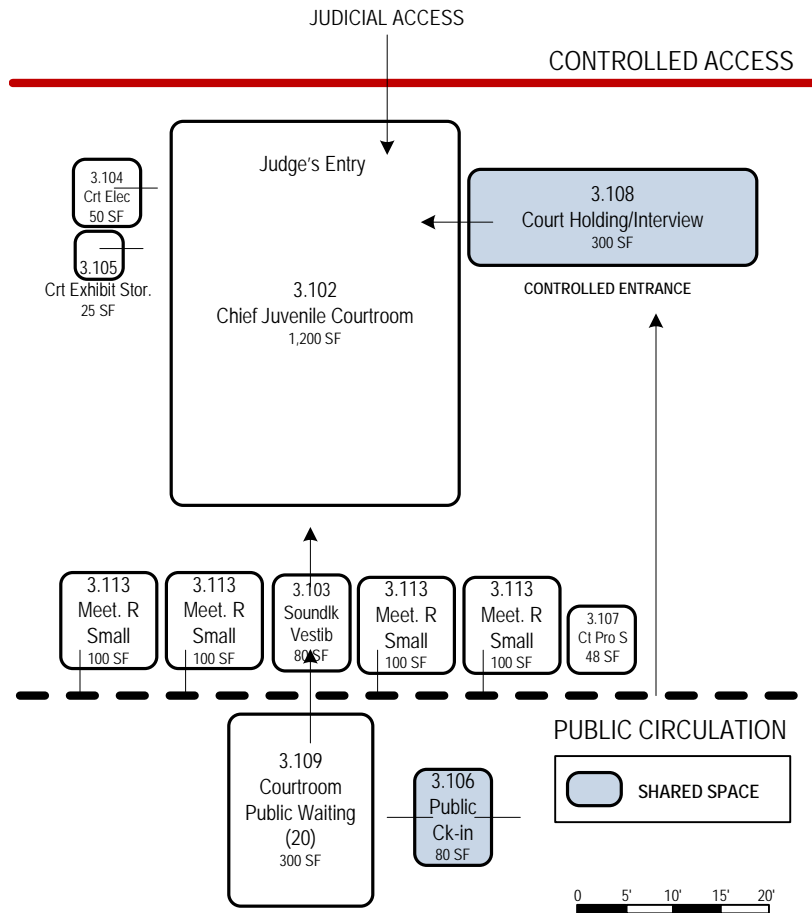 JUDICIAL ACCESS
CONTROLLED ACCESS
Judge's Entry
3.104
Crt Elec
50 SF
3.105
Crt Exhibit Stor.
25 SF
3.108
Court Holding/Interview
300 SF
CONTROLLED ENTRANCE
3.102
Chief Juvenile Courtroom
1,200 SF
3.113
Meet. R
Small
100 SF
3.113
Meet. R
Small
100 SF
3.103
Soundlk
Vestib
80 SF
3.113
Meet. R
Small
100 SF
3.113
Meet. R
Small
100 SF
3.107
Ct Pro S
48 SF
PUBLIC CIRCULATION
3.109
Courtroom
Public Waiting
(20)
300 SF
3.106
Public
Ck-in
80 SF
SHARED SPACE
0 5' 10' 15' 20'